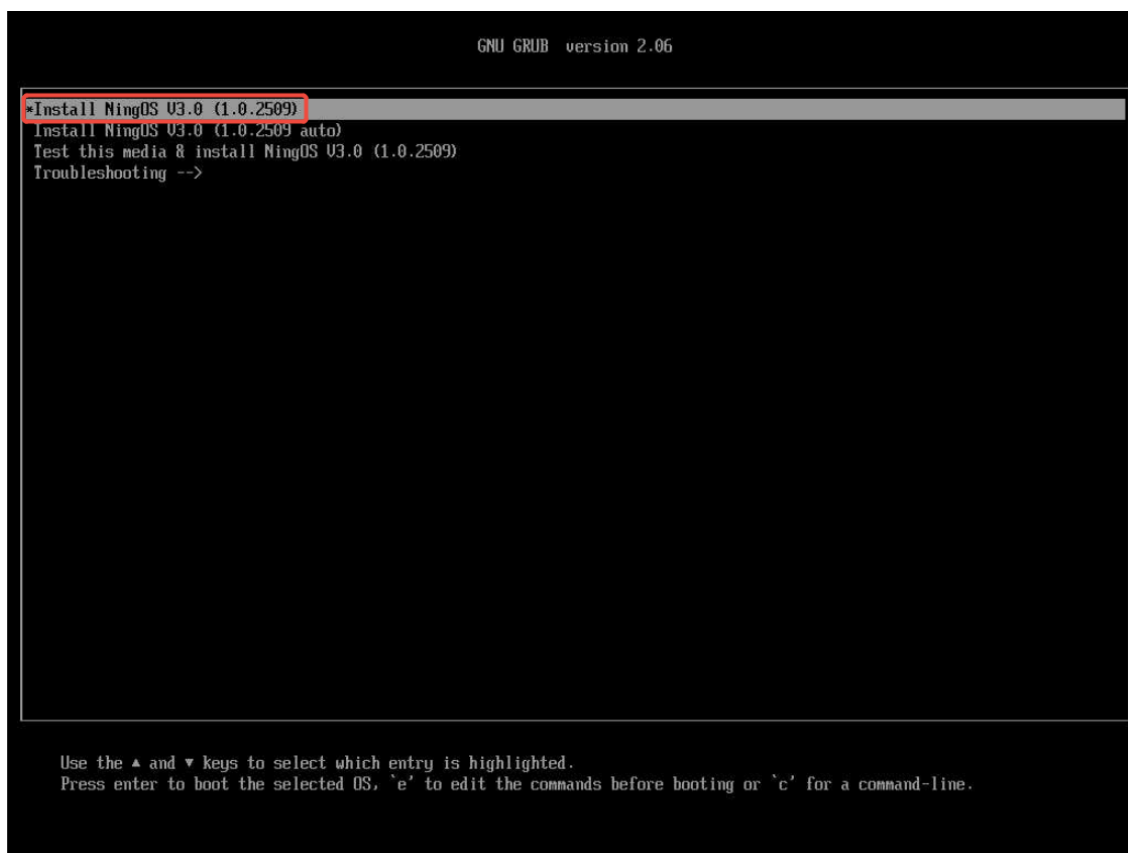 GNU GRUB version 2.06
*Install NingOS V3.0 (1.0.2509)
Install NingOS V3.0 (1.0.2509 auto)
Test this media & install NingOS V3.0 (1.0.2509)
Troubleshooting -->
Use the ▲ and ▼ keys to select which entry is highlighted.
Press enter to boot the selected OS, `e' to edit the commands before booting or `c' for a command-line.